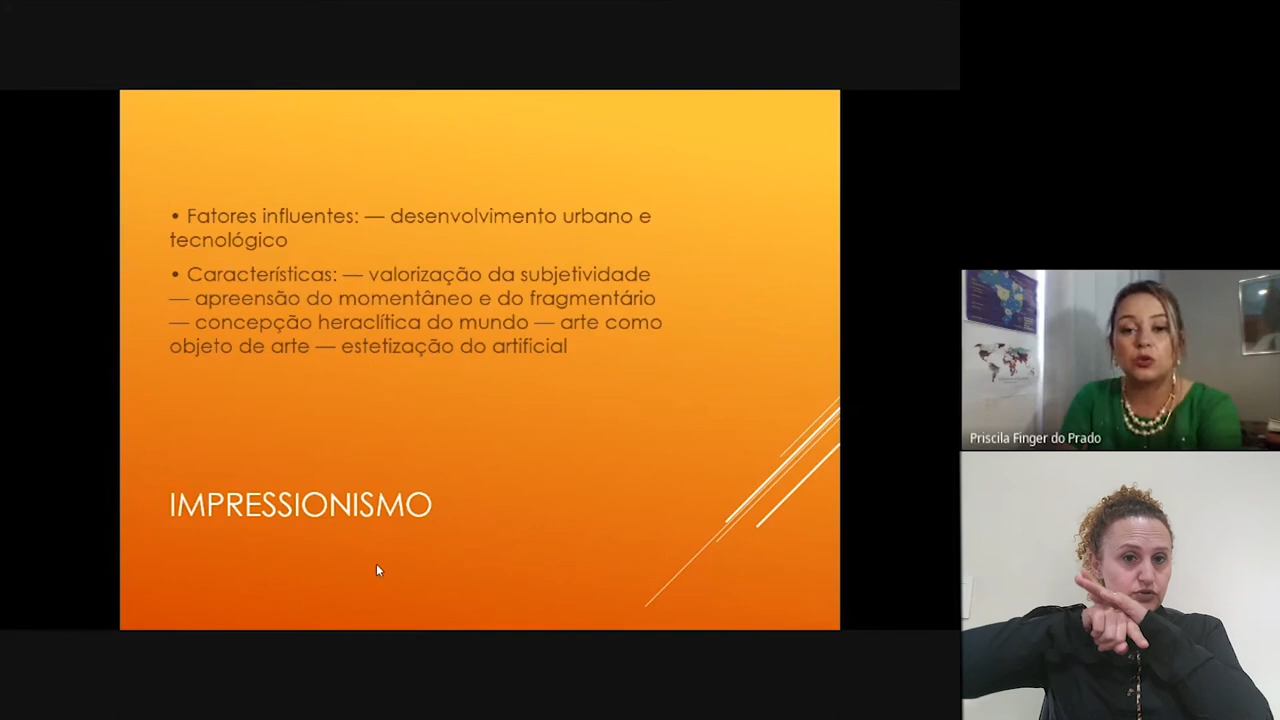 • Fatores influentes: — desenvolvimento urbano e
tecnológico
• Características: — valorização da subjetividade
— apreensão do momentâneo e do fragmentário
— concepção heraclítica do mundo — arte como
objeto de arte — estetização do artificial
IMPRESSIONISMO
Priscila Finger do Prado